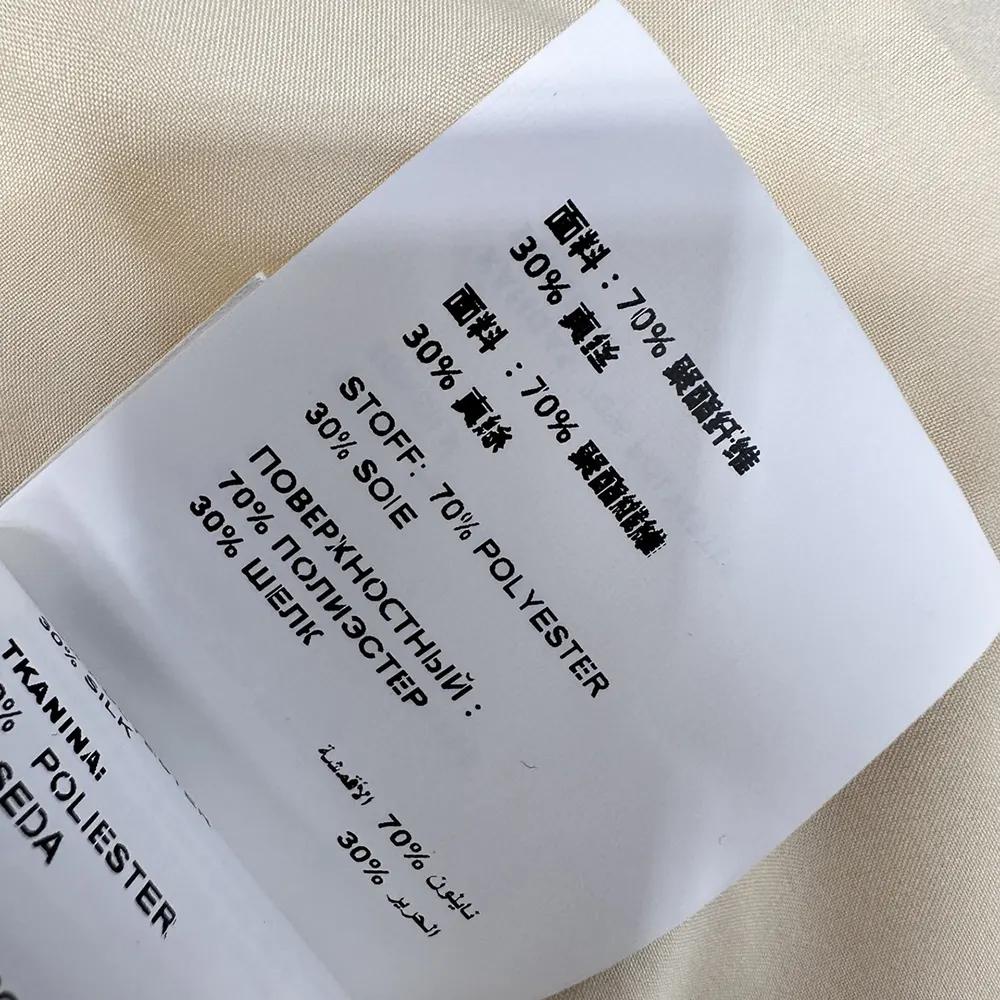 面料：70% 聚酯纤维
30% 真丝
面料 ：70% 聚酯纖維
30% 真絲
STOFF: 70% POLYESTER
30% SOIE
ПОВЕРХНОСТНЫЙ :
70% ПОЛИЭСТЕР
30% ШЕЛК
الأقمشة 70% نايلون
30% الحرير
30% SILK
TKANINA:
% POLIESTER
SEDA